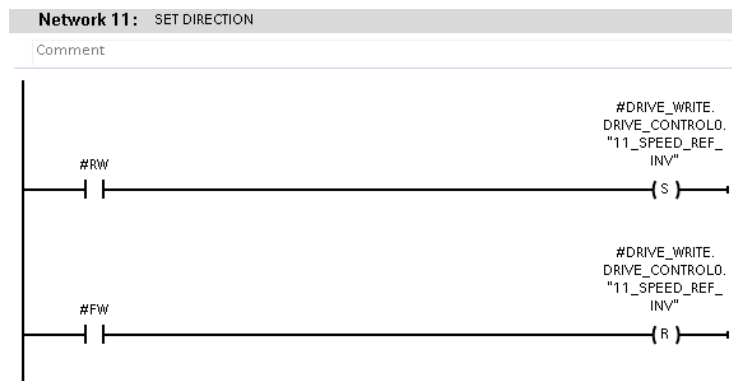 Network 11: SET DIRECTION
Comment
#DRIVE_WRITE.
DRIVE_CONTROL0.
"11_SPEED_REF_
INV"
#RW
S
#DRIVE_WRITE.
DRIVE_CONTROL0.
"11_SPEED_REF_
INV"
#FW
R